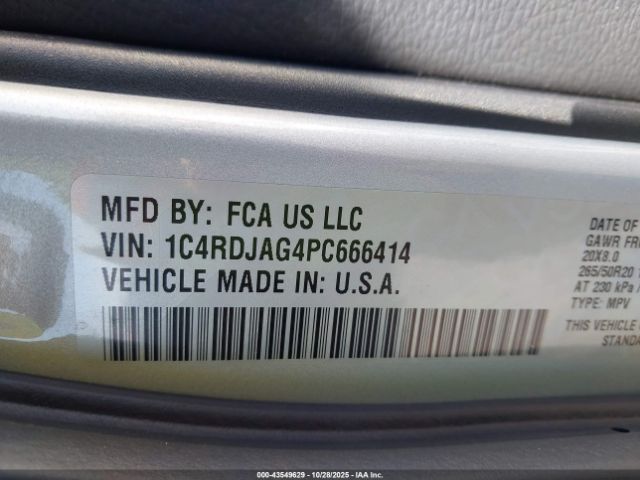 MFD BY: FCA US LLC
VIN: 1C4RDJAG4PC666414
VEHICLE MADE IN: U.S.A.
DATE OF
GAWR FR
20X8.0
265/50R20
AT 230 kPa /
TYPE: MPV
THIS VEHICLE
STANDA
000-43549629 | 10/28/2025 | IAA Inc.